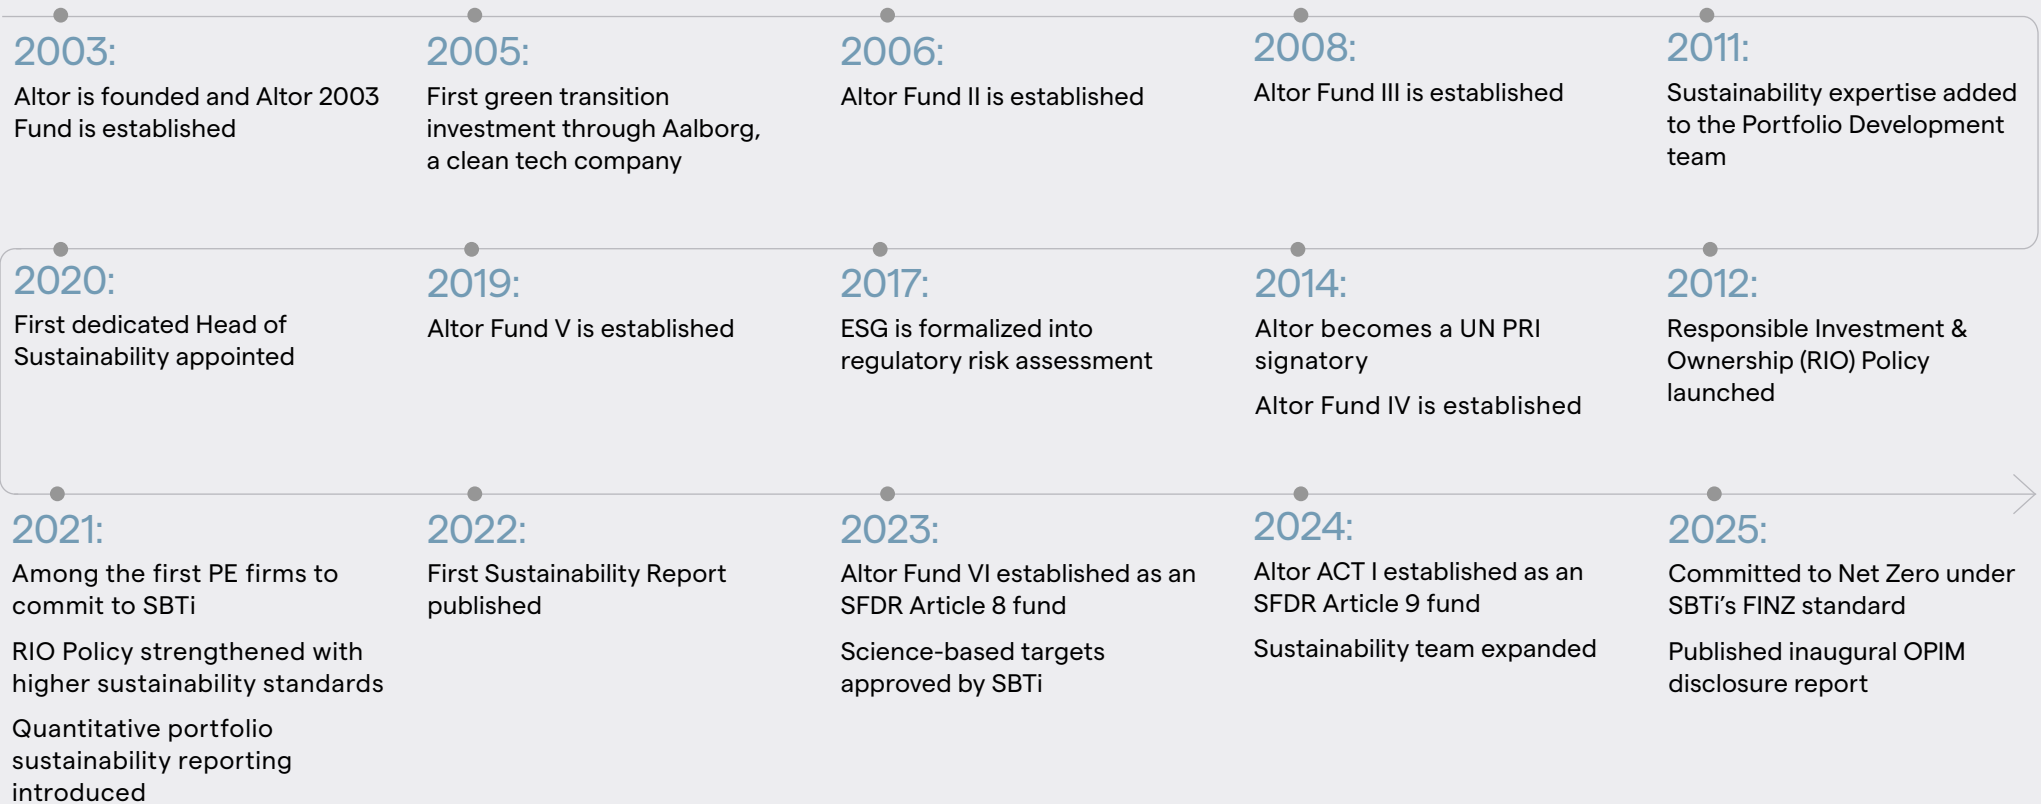 2003:
Altor is founded and Altor 2003
Fund is established
2005:
First green transition
investment through Aalborg,
a clean tech company
2006:
Altor Fund II is established
2008:
Altor Fund III is established
2011:
Sustainability expertise added
to the Portfolio Development
team
2012:
Responsible Investment &
Ownership (RIO) Policy
launched
2014:
Altor becomes a UN PRI
signatory
Altor Fund IV is established
2017:
ESG is formalized into
regulatory risk assessment
2019:
Altor Fund V is established
2020:
First dedicated Head of
Sustainability appointed
2021:
Among the first PE firms to
commit to SBTi
RIO Policy strengthened with
higher sustainability standards
Quantitative portfolio
sustainability reporting
introduced
2022:
First Sustainability Report
published
2023:
Altor Fund VI established as an
SFDR Article 8 fund
Science-based targets
approved by SBTi
2024:
Altor ACT I established as an
SFDR Article 9 fund
Sustainability team expanded
2025:
Committed to Net Zero under
SBTi’s FINZ standard
Published inaugural OPIM
disclosure report